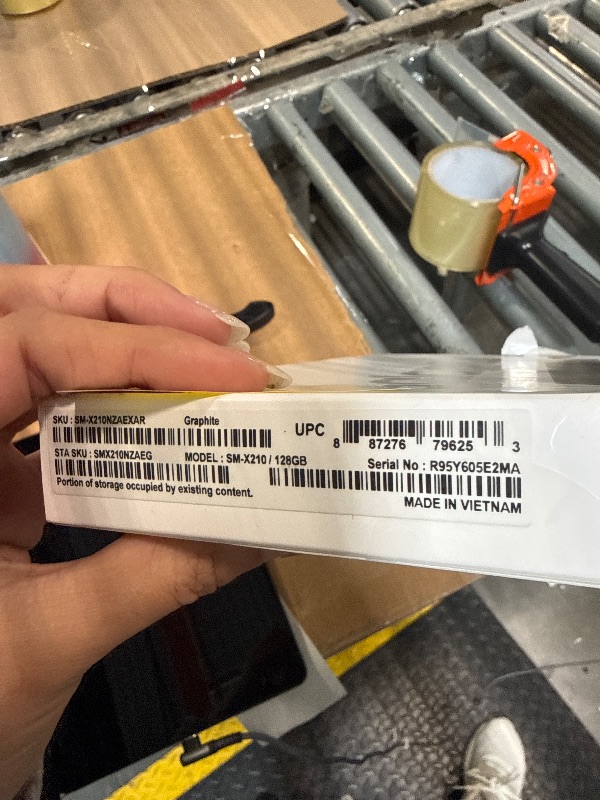 SKU : SM-X210NZAEXAR Graphite
UPC 8 87276 79625 3
STA SKU : SMX210NZAEG MODEL : SM-X210 / 128GB Serial No : R95Y605E2MA
Portion of storage occupied by existing content.
MADE IN VIETNAM